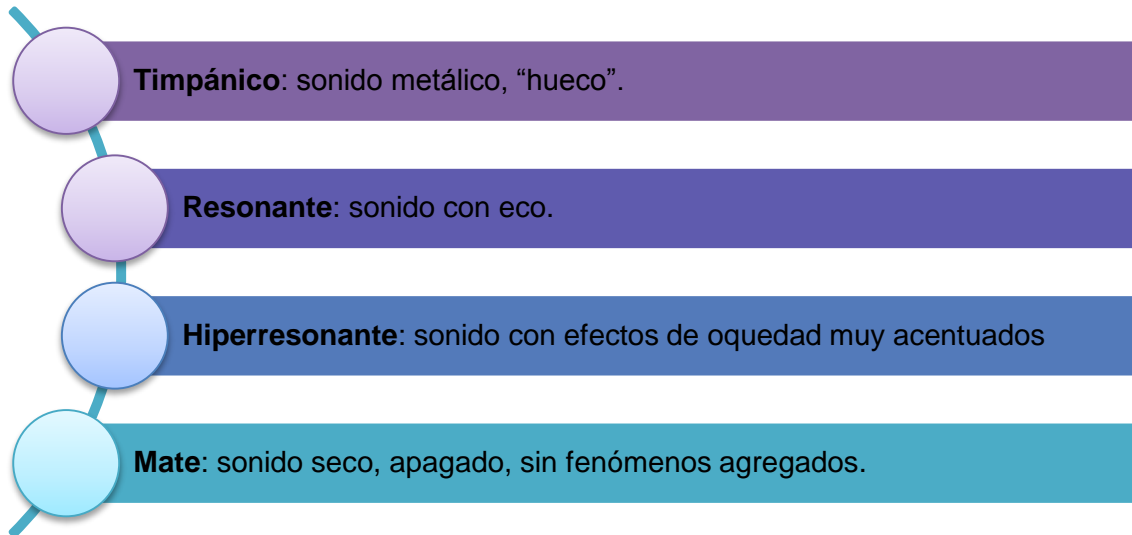 Timpánico: sonido metálico, “hueco”.
Resonante: sonido con eco.
Hiperresonante: sonido con efectos de oquedad muy acentuados
Mate: sonido seco, apagado, sin fenómenos agregados.